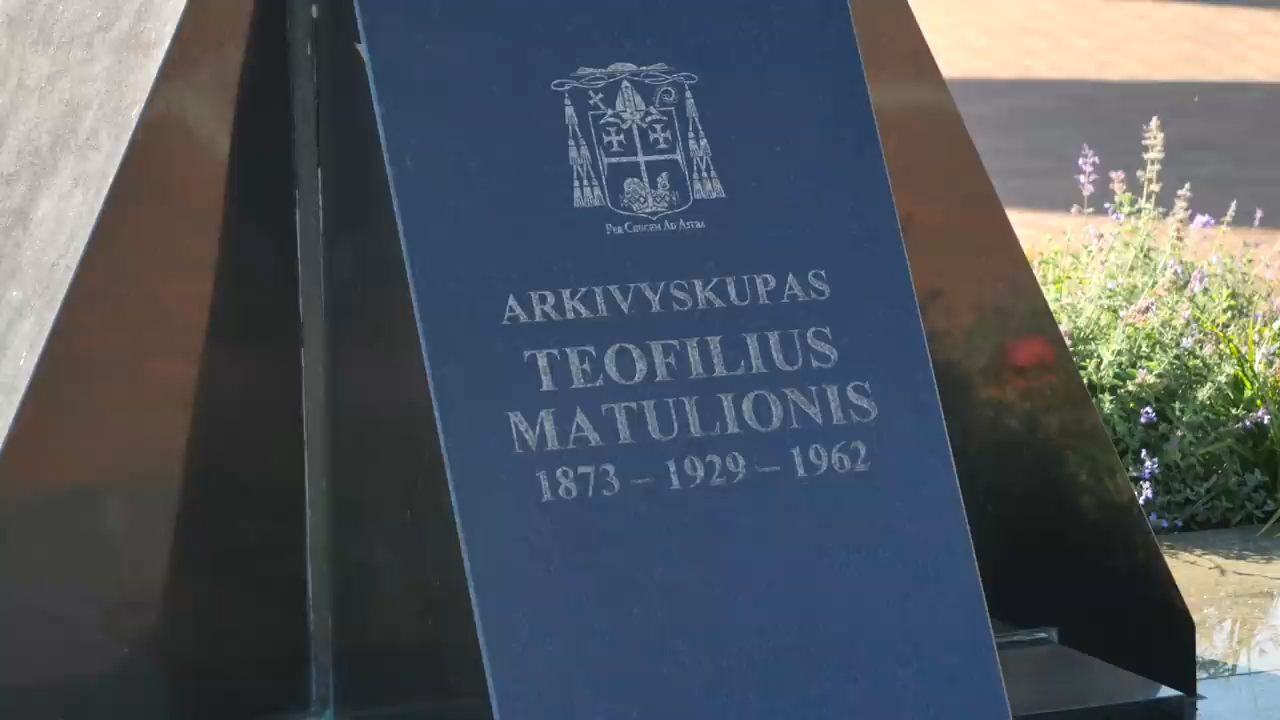 Per Crucem Ad Astra
ARKIVYSKUPAS
TEOFILIUS
MATULIONIS
1873 – 1929 – 1962